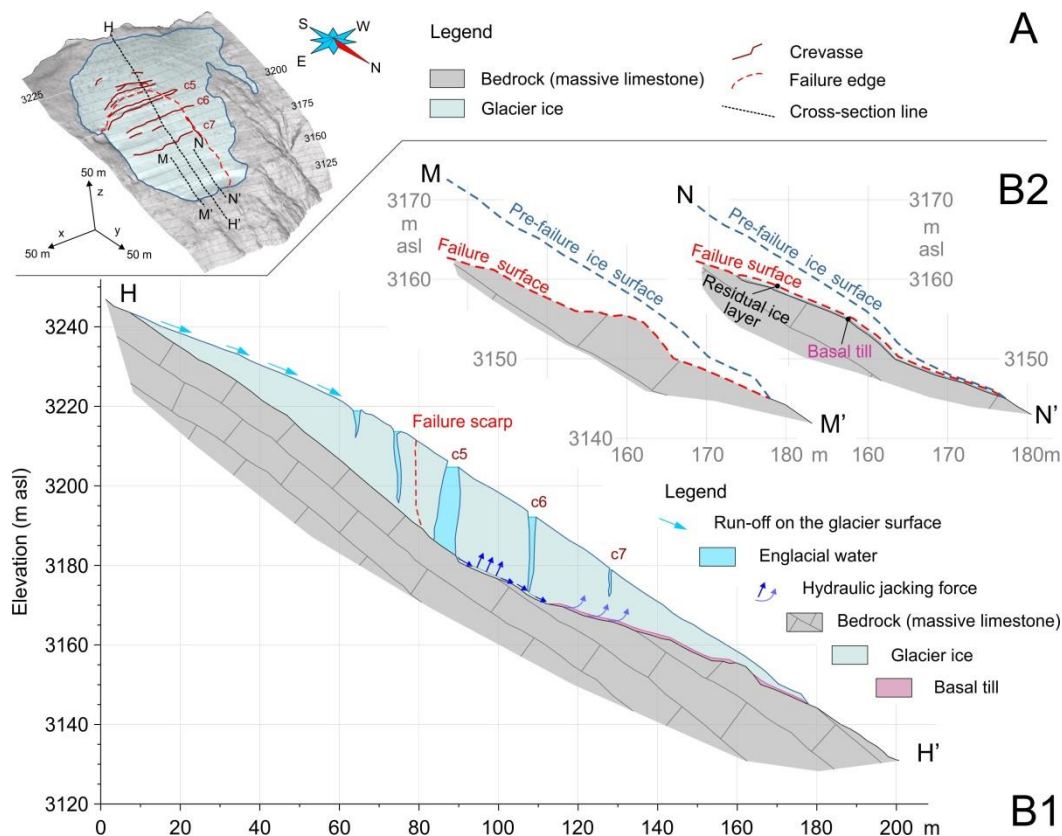 A
H
S
W
E
N
3225
3200
3175
3150
3125
c5
c6
c7
M
N
M'
H'
N'
50 m
z
x
y
50 m
50 m
Legend
Bedrock (massive limestone)
Glacier ice
Crevasse
Failure edge
Cross-section line
B2
M
3170
m
asl
3160
3150
3140
Pre-failure ice surface
Failure surface
160
170
180 m
M'
N
3170
m
asl
3160
3150
Pre-failure ice surface
Failure surface
Residual ice
layer
Basal till
160
170
180m
N'
H
Elevation (m asl)
3240
3220
3200
3180
3160
3140
3120
Failure scarp
c5
c6
c7
H'
0
20
40
60
80
100
120
140
160
180
200
m
Legend
Run-off on the glacier surface
Englacial water
Hydraulic jacking force
Bedrock (massive limestone)
Glacier ice
Basal till
B1